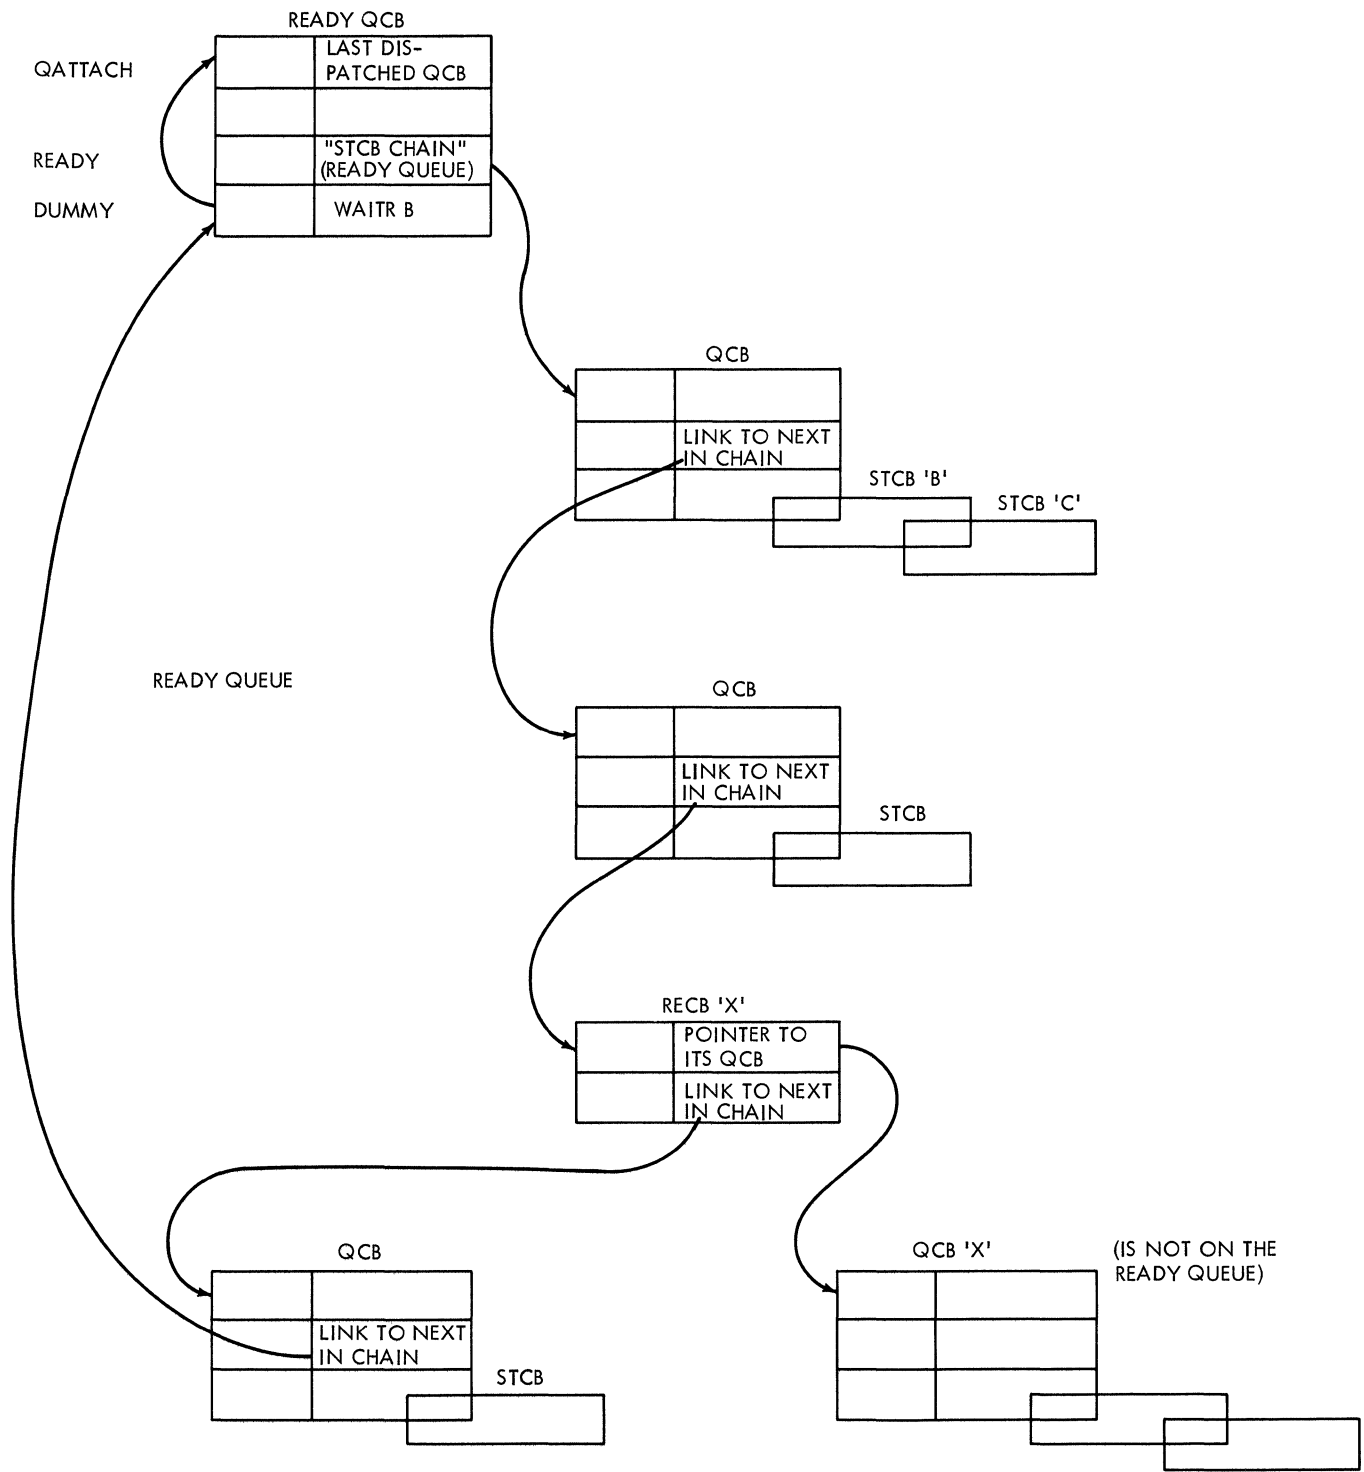 READY QCB
QATTACH
LAST DIS-
PATCHED QCB
READY
"STCB CHAIN"
(READY QUEUE)
DUMMY
WAITR B
QCB
LINK TO NEXT
IN CHAIN
STCB 'B'
STCB 'C'
READY QUEUE
QCB
LINK TO NEXT
IN CHAIN
STCB
RECB 'X'
POINTER TO
ITS QCB
LINK TO NEXT
IN CHAIN
QCB
LINK TO NEXT
IN CHAIN
STCB
QCB 'X'
(IS NOT ON THE
READY QUEUE)